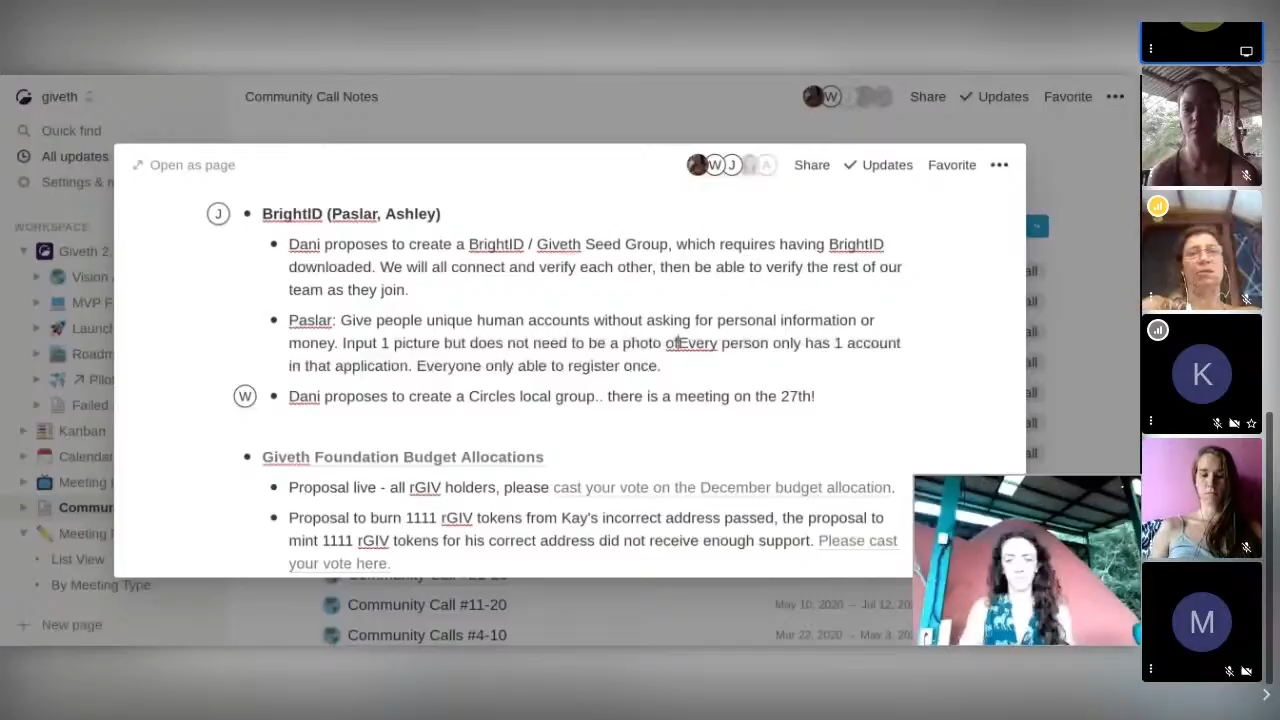 giveth
Community Call Notes
W
Share
Updates
Favorite
Quick find
All updates
Settings & m
Open as page
W J A
Share
Updates
Favorite
WORKSPACE
Giveth 2.
Vision
MVP F
Launc
Roadm
Pilot
Failed
Kanban
Calendar
Meeting
Commun
Meeting
List View
By Meeting Type
New page
J
BrightID (Paslar, Ashley)
Dani proposes to create a BrightID / Giveth Seed Group, which requires having BrightID
downloaded. We will all connect and verify each other, then be able to verify the rest of our
team as they join.
Paslar: Give people unique human accounts without asking for personal information or
money. Input 1 picture but does not need to be a photo ofEvery person only has 1 account
in that application. Everyone only able to register once.
W
Dani proposes to create a Circles local group.. there is a meeting on the 27th!
Giveth Foundation Budget Allocations
Proposal live - all rGIV holders, please cast your vote on the December budget allocation.
Proposal to burn 1111 rGIV tokens from Kay's incorrect address passed, the proposal to
mint 1111 rGIV tokens for his correct address did not receive enough support. Please cast
your vote here.
Community Call #11-20
May 10, 2020 → Jul 12, 20
Community Calls #4-10
Mar 22, 2020 → May 3, 20
all
all
all
all
all
all
all
K
M